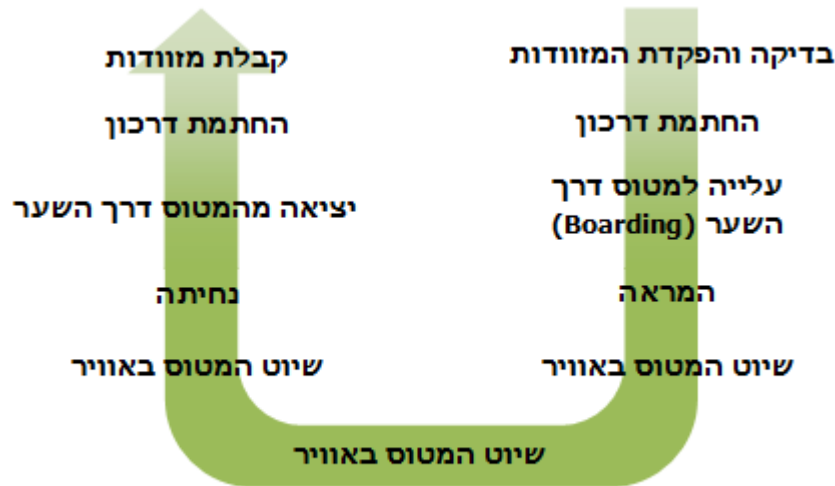 בדיקה והפקדת המזוודות
החתמת דרכון
עלייה למטוס דרך
השער (Boarding)
המראה
שיוט המטוס באוויר
שיוט המטוס באוויר
קבלת מזוודות
החתמת דרכון
יציאה מהמטוס דרך השער
נחיתה
שיוט המטוס באוויר